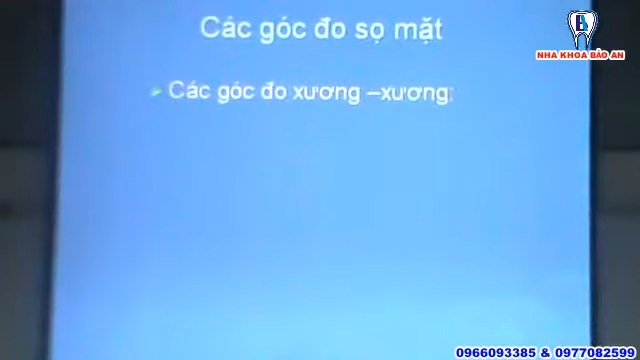 Các góc đo sọ mặt
NHA KHOA BẢO AN
Các góc đo xương –xương:
0966093385 & 0977082599